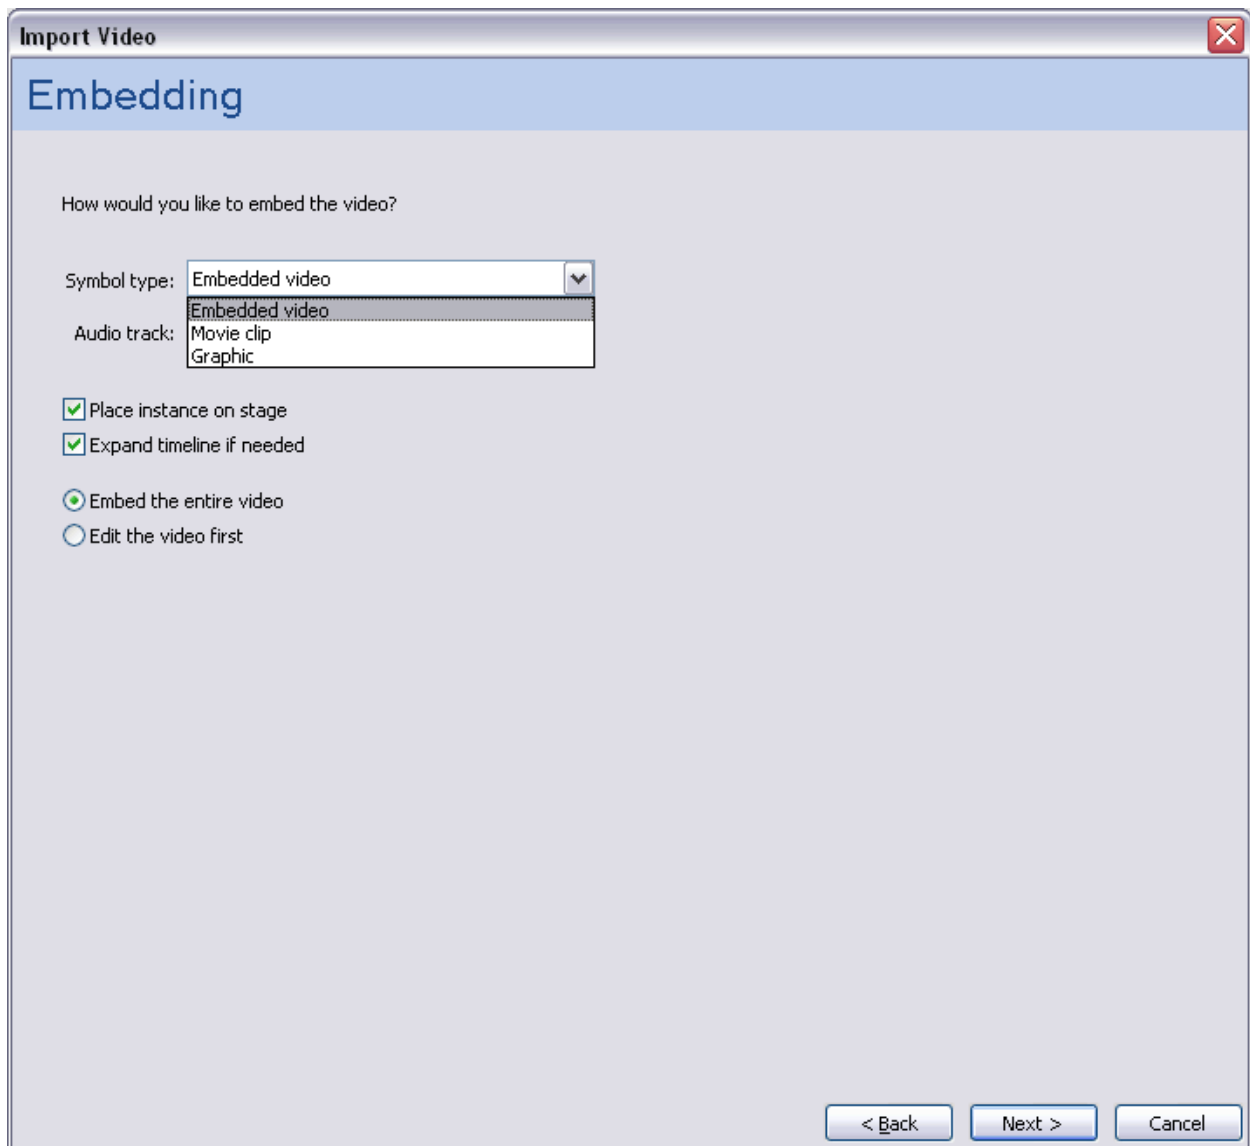 Import Video
Embedding
How would you like to embed the video?
Symbol type: Embedded video
Embedded video
Audio track: Movie clip
Graphic
Place instance on stage
Expand timeline if needed
Embed the entire video
Edit the video first
< Back Next > Cancel